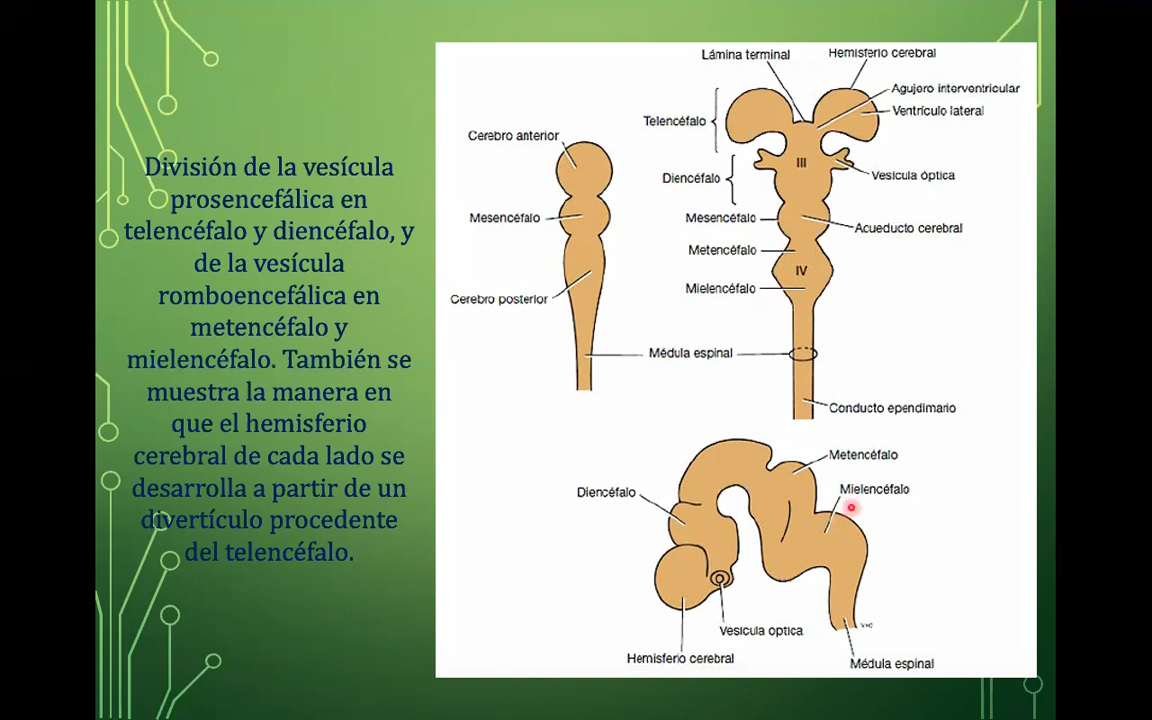 División de la vesícula
prosencefálica en
telencéfalo y diencéfalo, y
de la vesícula
romboencefálica en
metencéfalo y
mielencéfalo. También se
muestra la manera en
que el hemisferio
cerebral de cada lado se
desarrolla a partir de un
divertículo procedente
del telencéfalo.
Cerebro anterior
Mesencéfalo
Cerebro posterior
Médula espinal
Lámina terminal
Hemisferio cerebral
Agujero interventricular
Ventrículo lateral
Telencéfalo
III
Diencéfalo
Vesícula óptica
Mesencéfalo
Acueducto cerebral
Metencéfalo
IV
Mielencéfalo
Conducto ependimario
Metencéfalo
Mielencéfalo
Diencéfalo
Vesicula óptica
Hemisferio cerebral
Médula espinal